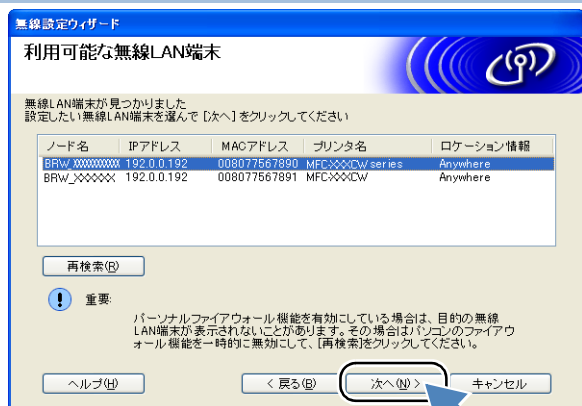 無線設定ウィザード
利用可能な無線LAN端末
無線LAN端末が見つかりました
設定したい無線LAN端末を選んで [次へ] をクリックしてください
ノード名 IPアドレス MACアドレス プリンタ名 ロケーション情報
BRW_XXXXXXXXXX 192.0.0.192 008077567890 MFC-XXXCW series Anywhere
BRW_XXXXXX 192.0.0.192 008077567891 MFC-XXXCW Anywhere
再検索(R)
重要:
パーソナルファイアウォール機能を有効にしている場合は、目的の無線
LAN端末が表示されないことがあります。その場合はパソコンのファイアウ
ォール機能を一時的に無効にして、[再検索]をクリックしてください。
ヘルプ(H) < 戻る(B) 次へ(N) > キャンセル